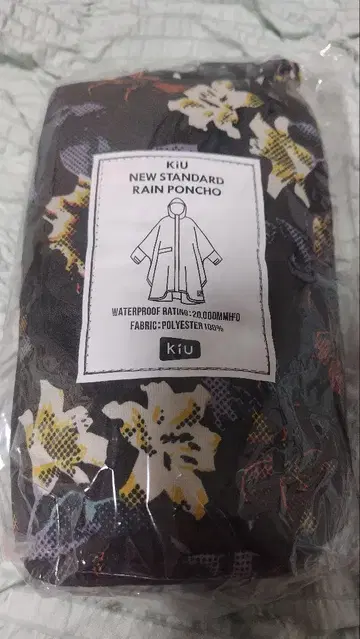 KiU
NEW STANDARD
RAIN PONCHO
WATERPROOF RATING:20,000MMH²O
FABRIC:POLYESTER 100%
kiu